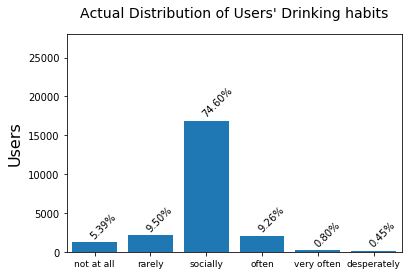 Actual Distribution of Users' Drinking habits
Users
25000
20000
15000
10000
5000
0
5.39%
9.50%
74.60%
9.26%
0.80%
0.45%
not at all
rarely
socially
often
very often
desperately